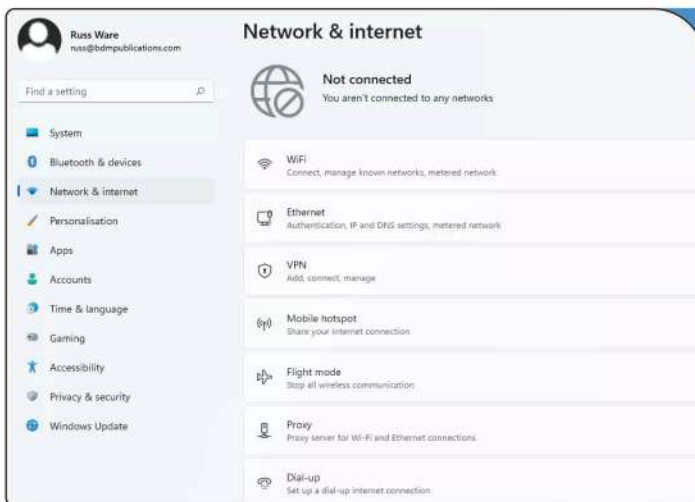 Russ Ware
russ@bdmpublications.com
Find a setting
System
Bluetooth & devices
Network & internet
Personalisation
Apps
Accounts
Time & language
Gaming
Accessibility
Privacy & security
Windows Update
Network & internet
Not connected
You aren't connected to any networks
WiFi
Connect, manage known networks, metered network
Ethernet
Authentication, IP and DNS settings, metered network
VPN
Add, connect, manage
Mobile hotspot
Share your internet connection
Flight mode
Stop all wireless communication
Proxy
Proxy server for Wi-Fi and Ethernet connections
Dial-up
Set up a dial-up internet connection